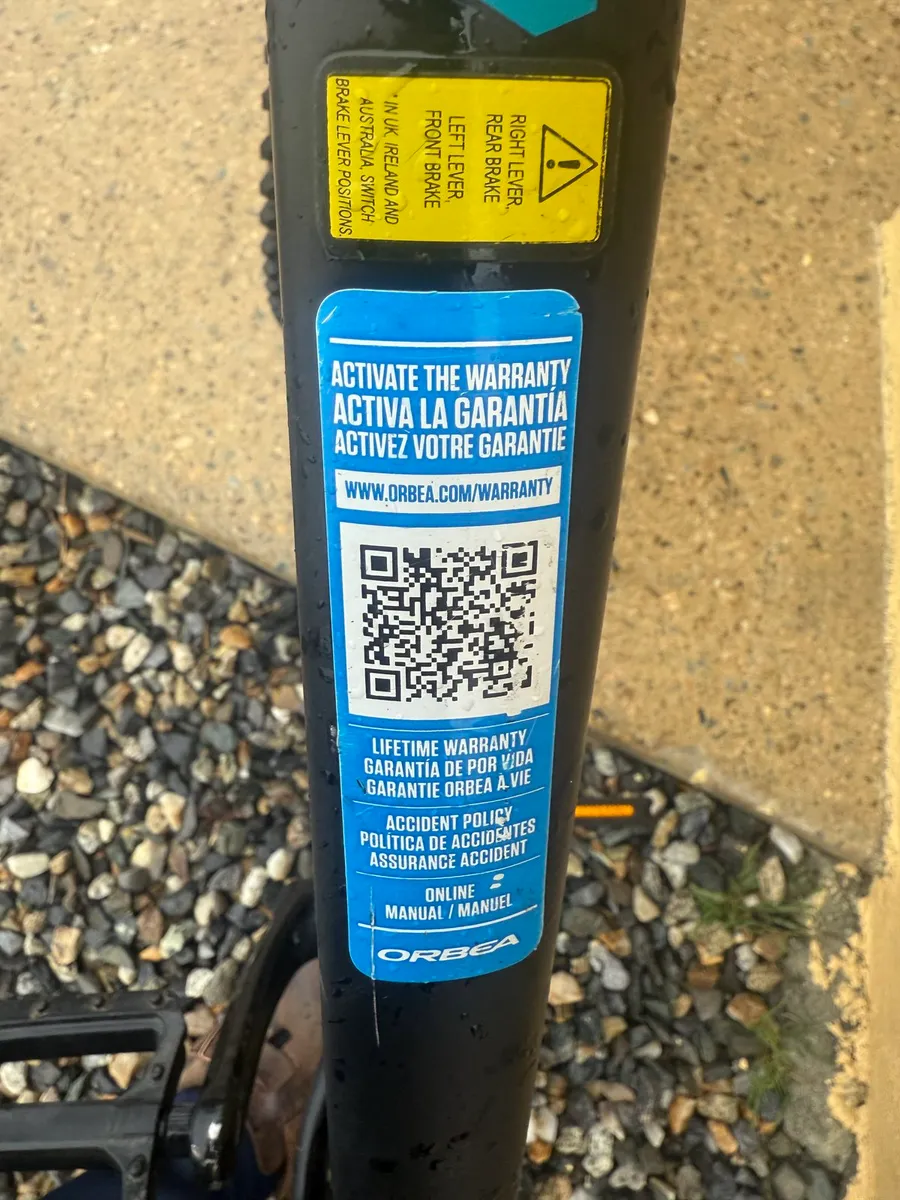 RIGHT LEVER,
REAR BRAKE
LEFT LEVER,
FRONT BRAKE
*IN UK, IRELAND AND
AUSTRALIA, SWITCH
BRAKE LEVER POSITIONS.
ACTIVATE THE WARRANTY
ACTIVA LA GARANTÍA
ACTIVEZ VOTRE GARANTIE
WWW.ORBEA.COM/WARRANTY
LIFETIME WARRANTY
GARANTÍA DE POR VIDA
GARANTIE ORBEA À VIE
ACCIDENT POLICY
POLÍTICA DE ACCIDENTES
ASSURANCE ACCIDENT
ONLINE
MANUAL / MANUEL
ORBEA